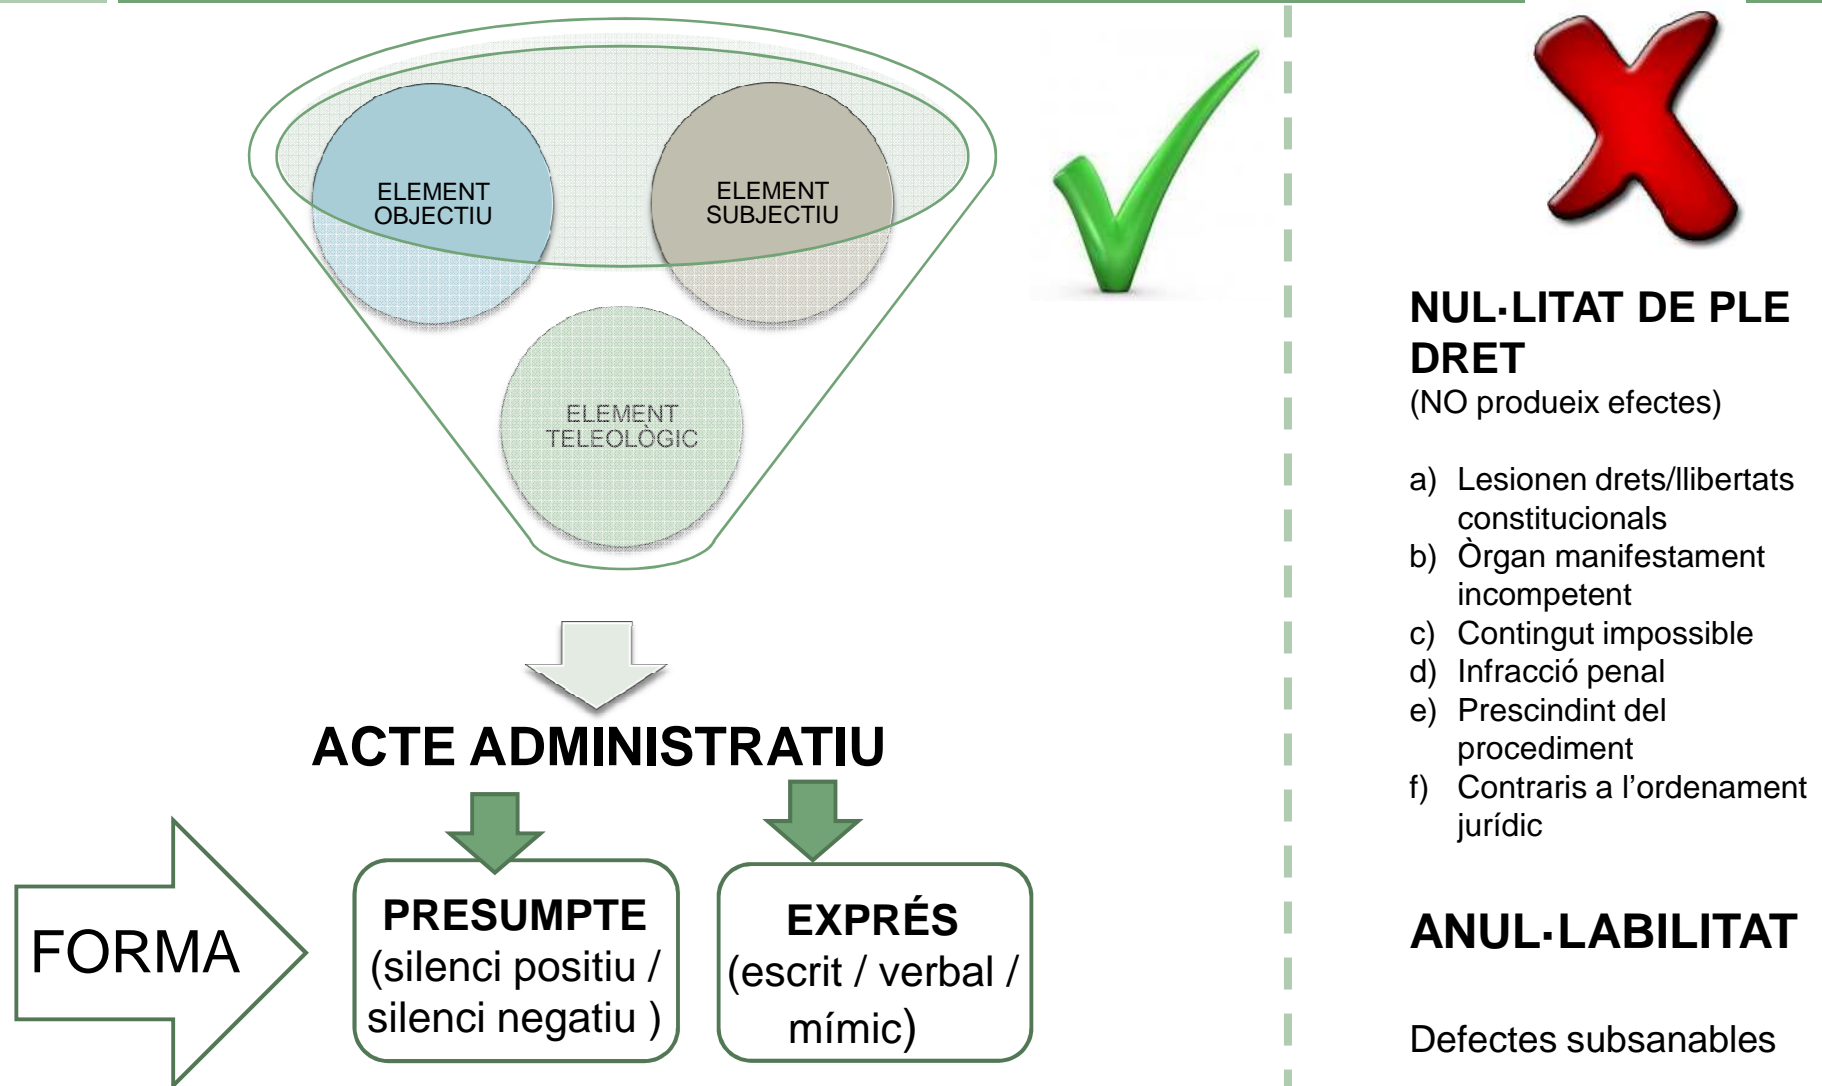 ELEMENT
OBJECTIU
ELEMENT
SUBJECTIU
ELEMENT
TELEOLÒGIC
ACTE ADMINISTRATIU
FORMA
PRESUMPTE
(silenci positiu /
silenci negatiu )
EXPRÉS
(escrit / verbal /
mímic)
NUL·LITAT DE PLE
DRET
(NO produeix efectes)
a) Lesionen drets/llibertats
constitucionals
b) Òrgan manifestament
incompetent
c) Contingut impossible
d) Infracció penal
e) Prescindint del
procediment
f) Contraris a l’ordenament
jurídic
ANUL·LABILITAT
Defectes subsanables